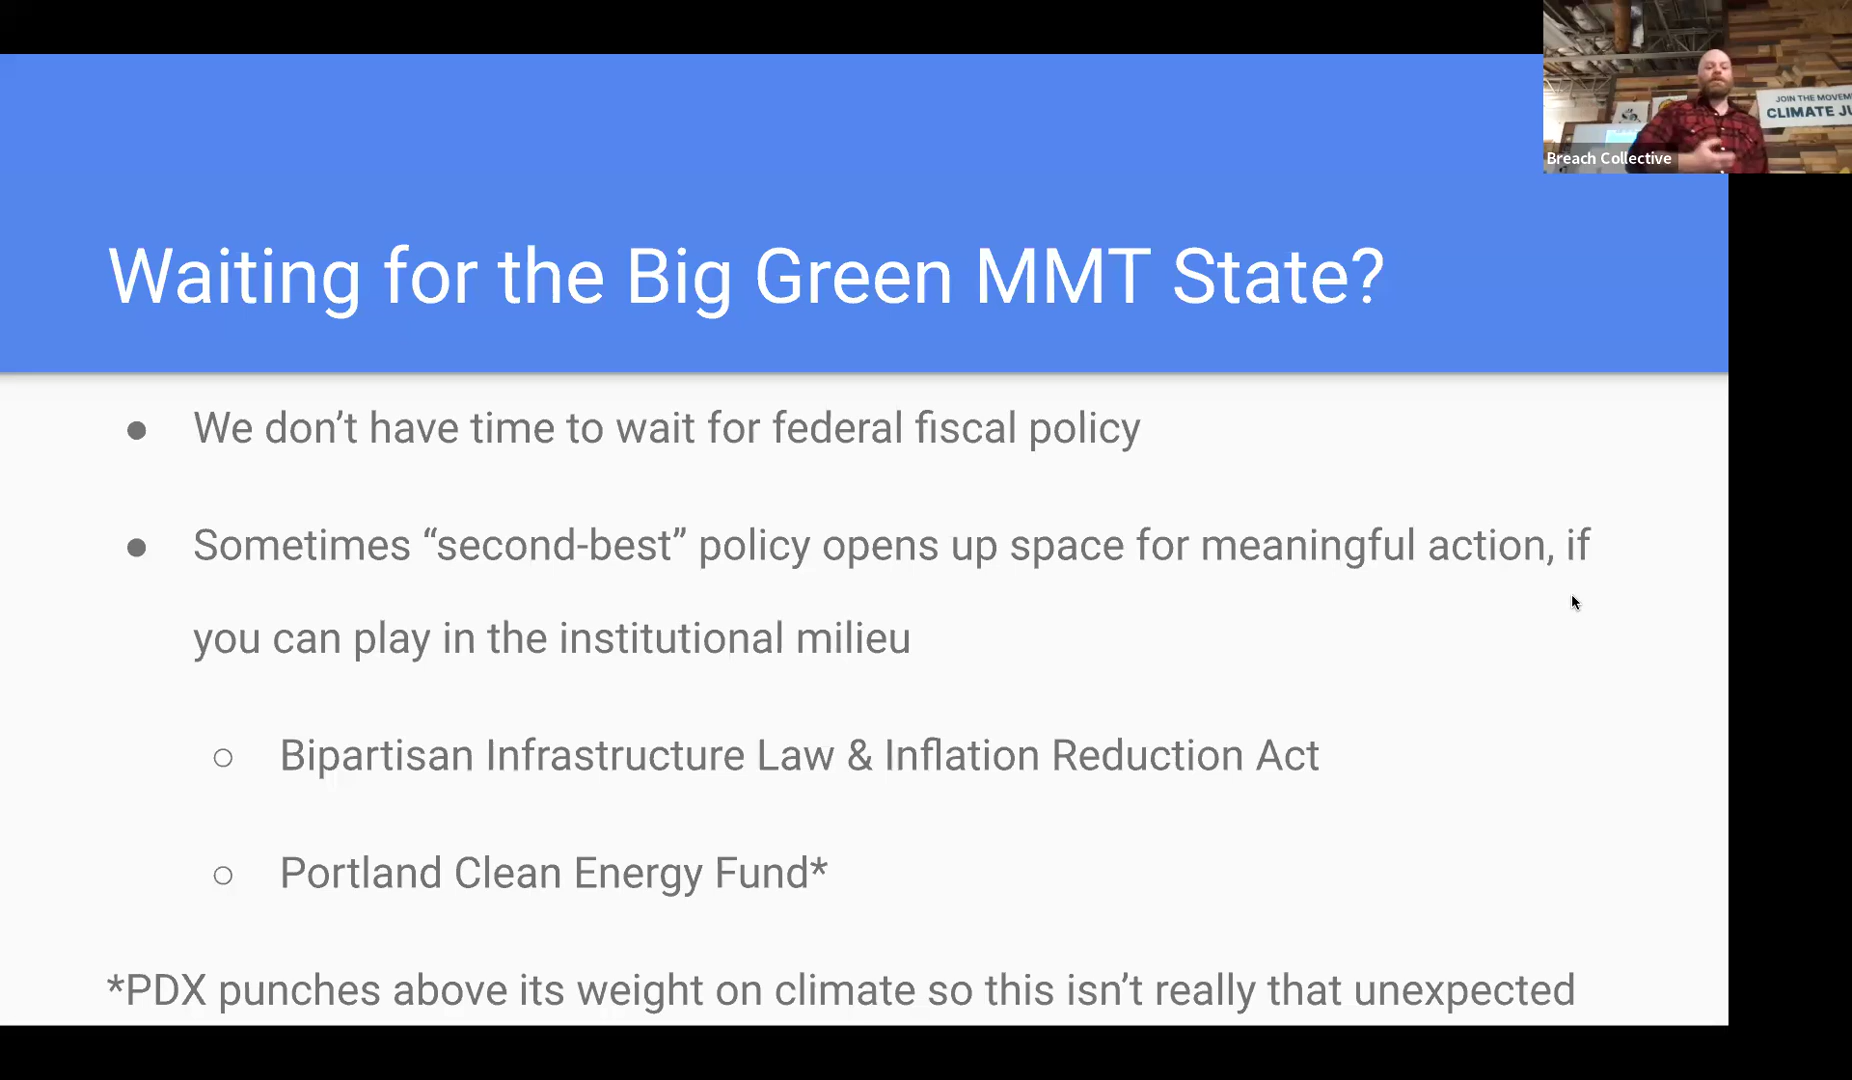 JOIN THE MOVEM
CLIMATE JU
Breach Collective
Waiting for the Big Green MMT State?
● We don’t have time to wait for federal fiscal policy
● Sometimes “second-best” policy opens up space for meaningful action, if
you can play in the institutional milieu
○ Bipartisan Infrastructure Law & Inflation Reduction Act
○ Portland Clean Energy Fund*
*PDX punches above its weight on climate so this isn’t really that unexpected